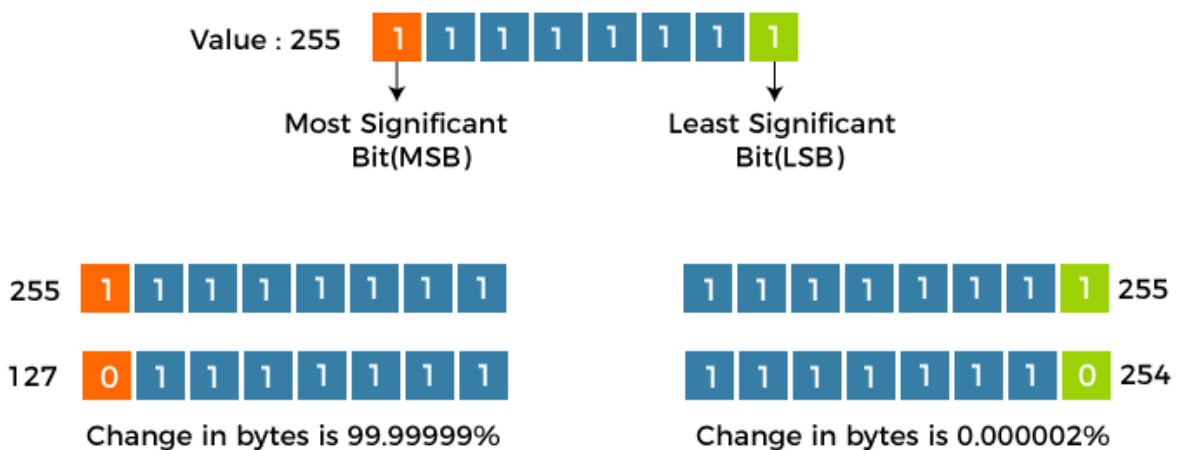 Value : 255 1 1 1 1 1 1 1 1
Most Significant Least Significant
Bit(MSB) Bit(LSB)
255 1 1 1 1 1 1 1 1 1 1 1 1 1 1 1 1 255
127 0 1 1 1 1 1 1 1 1 1 1 1 1 1 1 0 254
Change in bytes is 99.99999% Change in bytes is 0.000002%